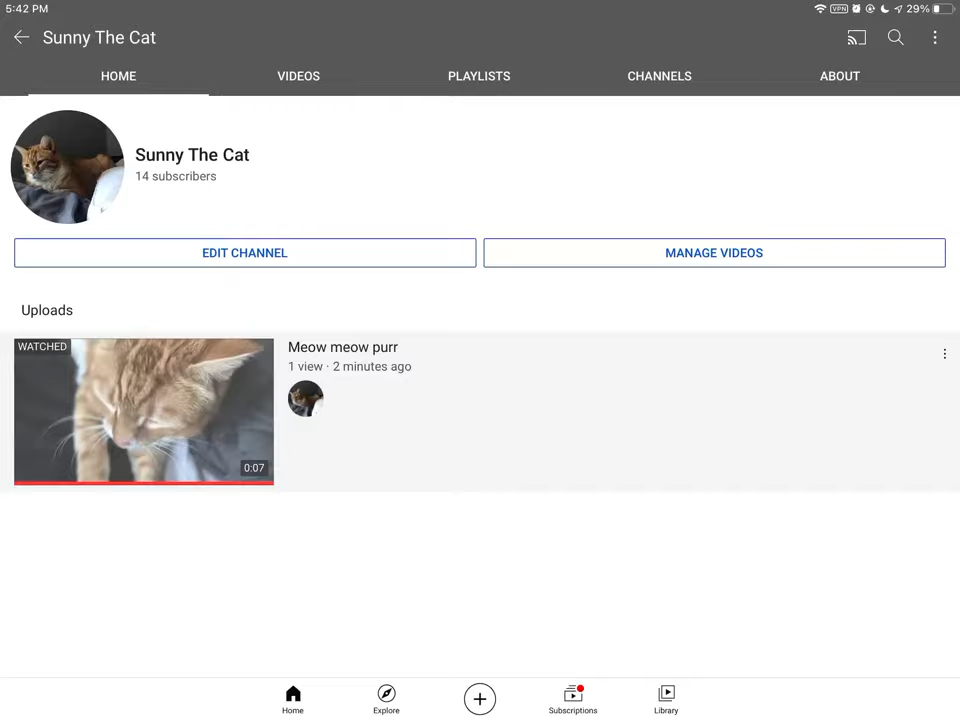 5:42 PM
VPN
29%
Sunny The Cat
HOME
VIDEOS
PLAYLISTS
CHANNELS
ABOUT
Sunny The Cat
14 subscribers
EDIT CHANNEL
MANAGE VIDEOS
Uploads
WATCHED
0:07
Meow meow purr
1 view · 2 minutes ago
Home
Explore
Subscriptions
Library